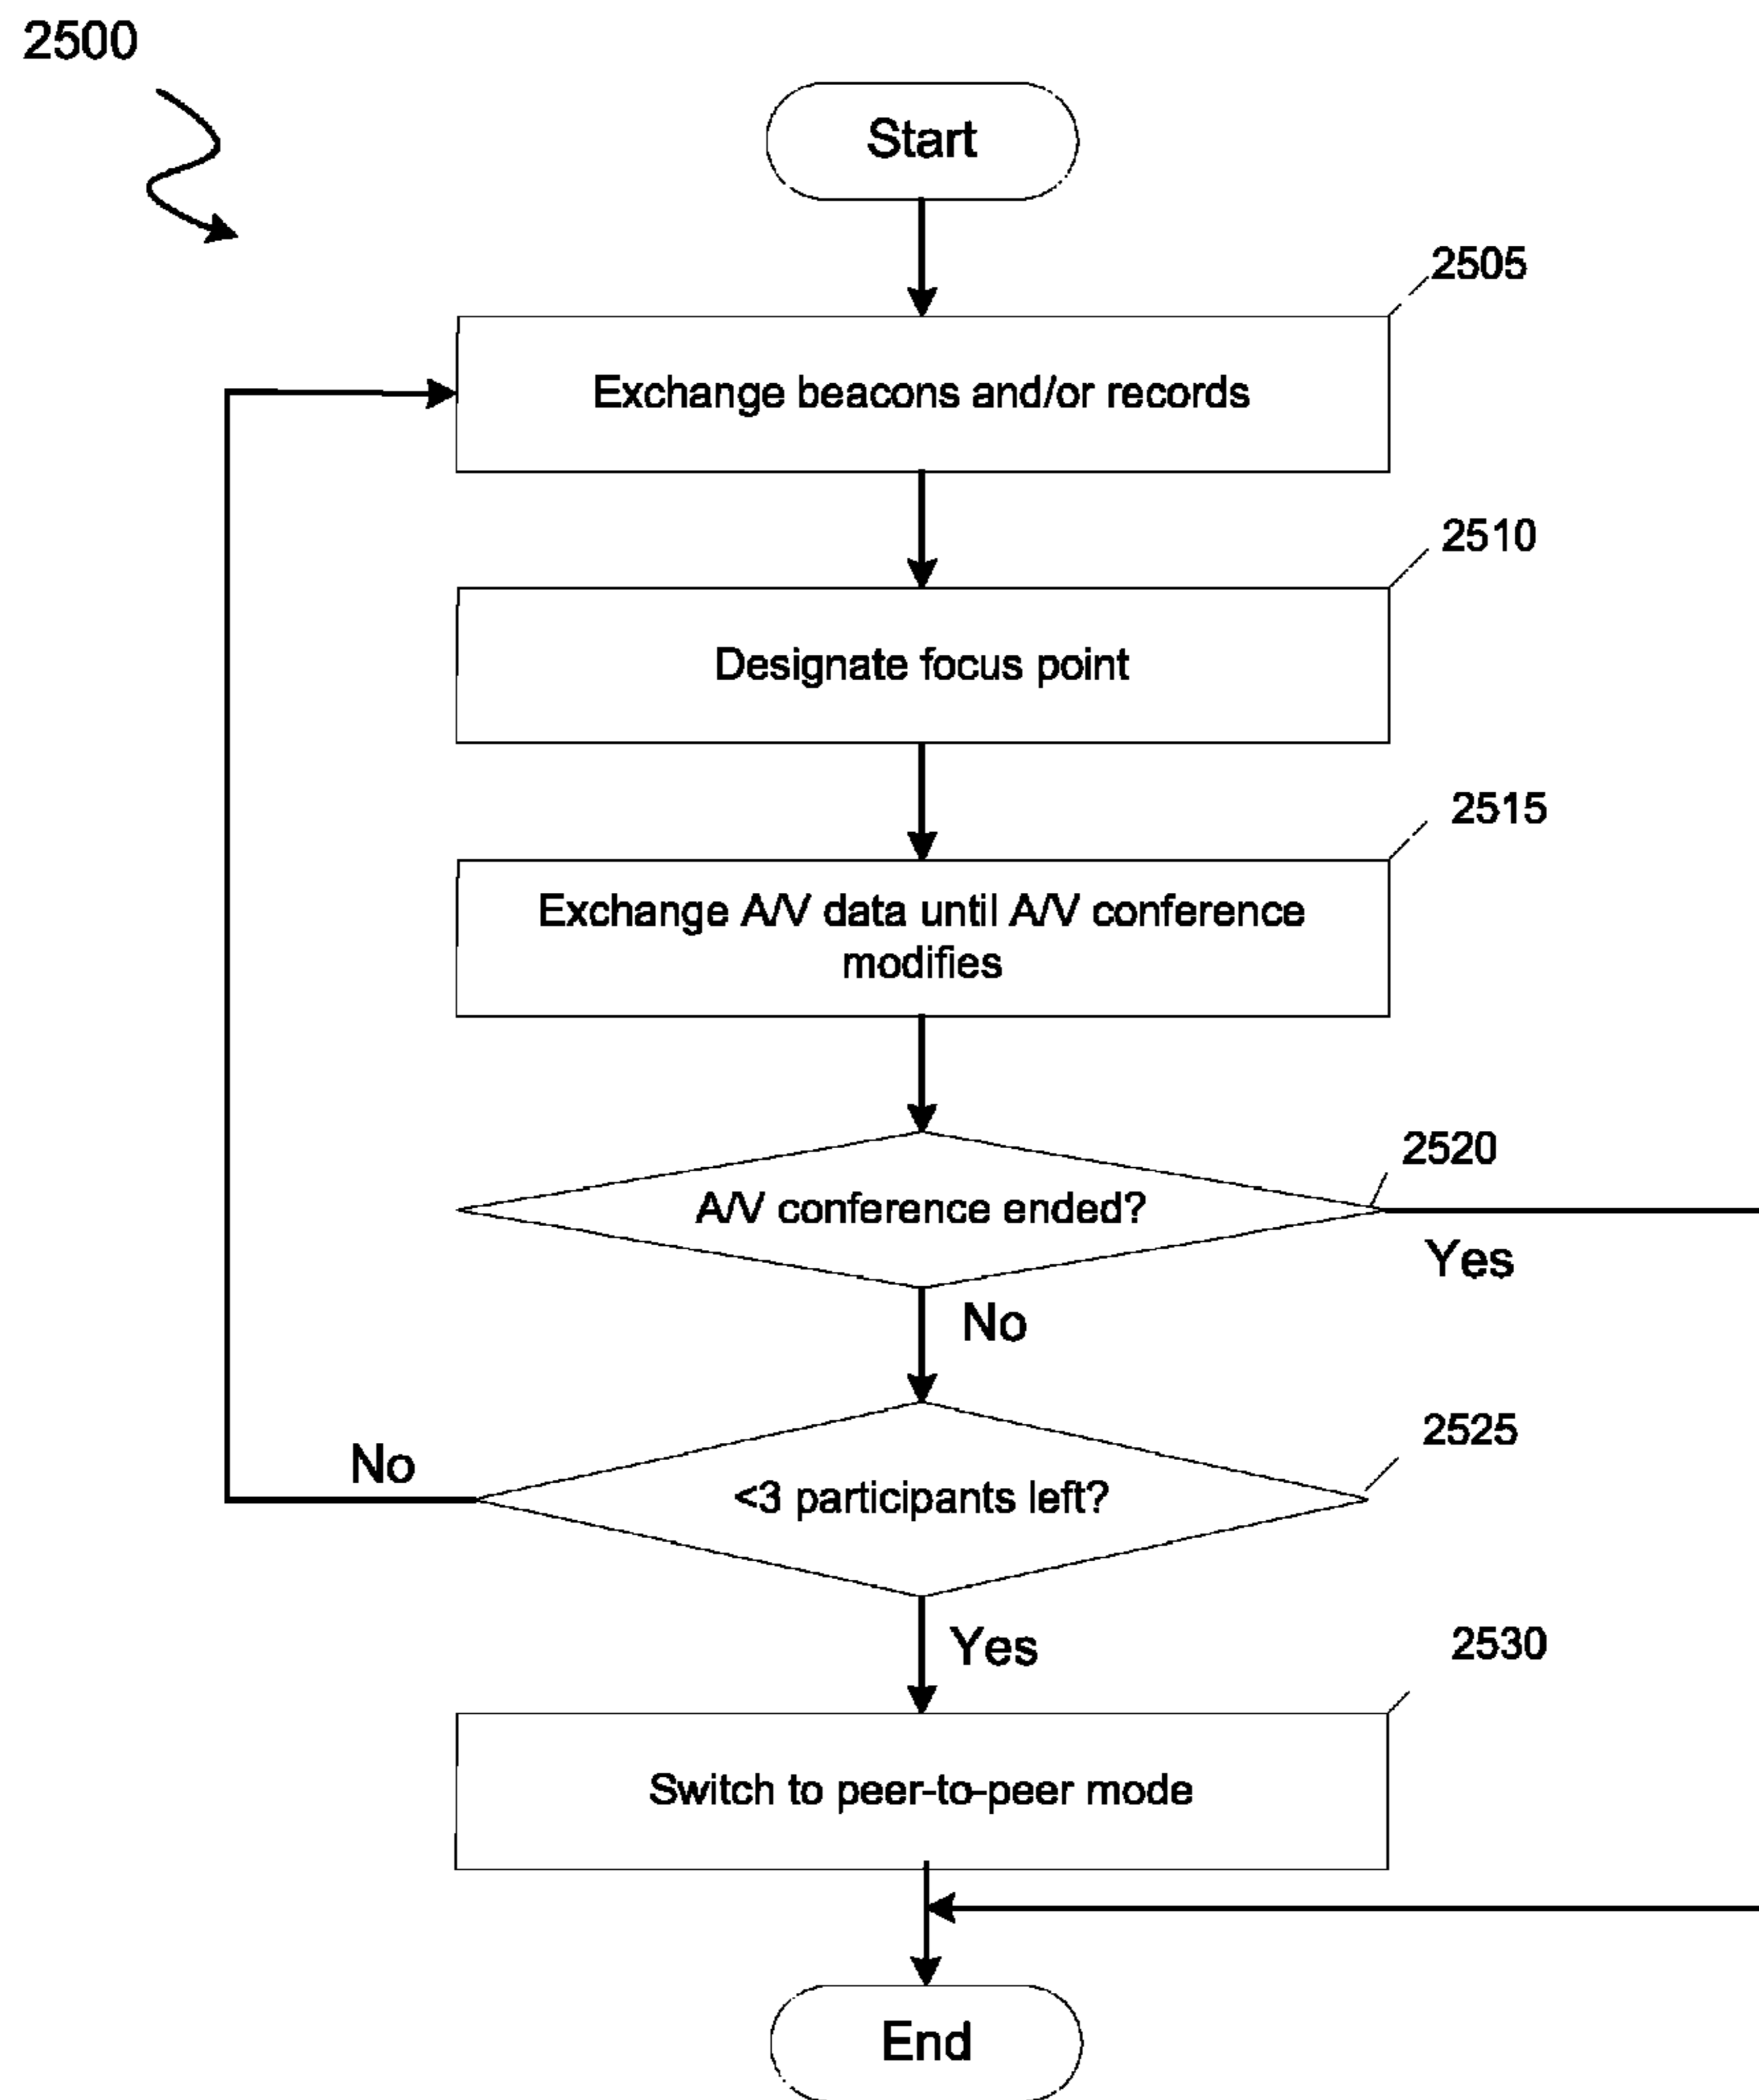 2500
Start
2505
Exchange beacons and/or records
2510
Designate focus point
2515
Exchange A/V data until A/V conference
modifies
2520
A/V conference ended?
Yes
No
2525
No
<3 participants left?
Yes
2530
Switch to peer-to-peer mode
End